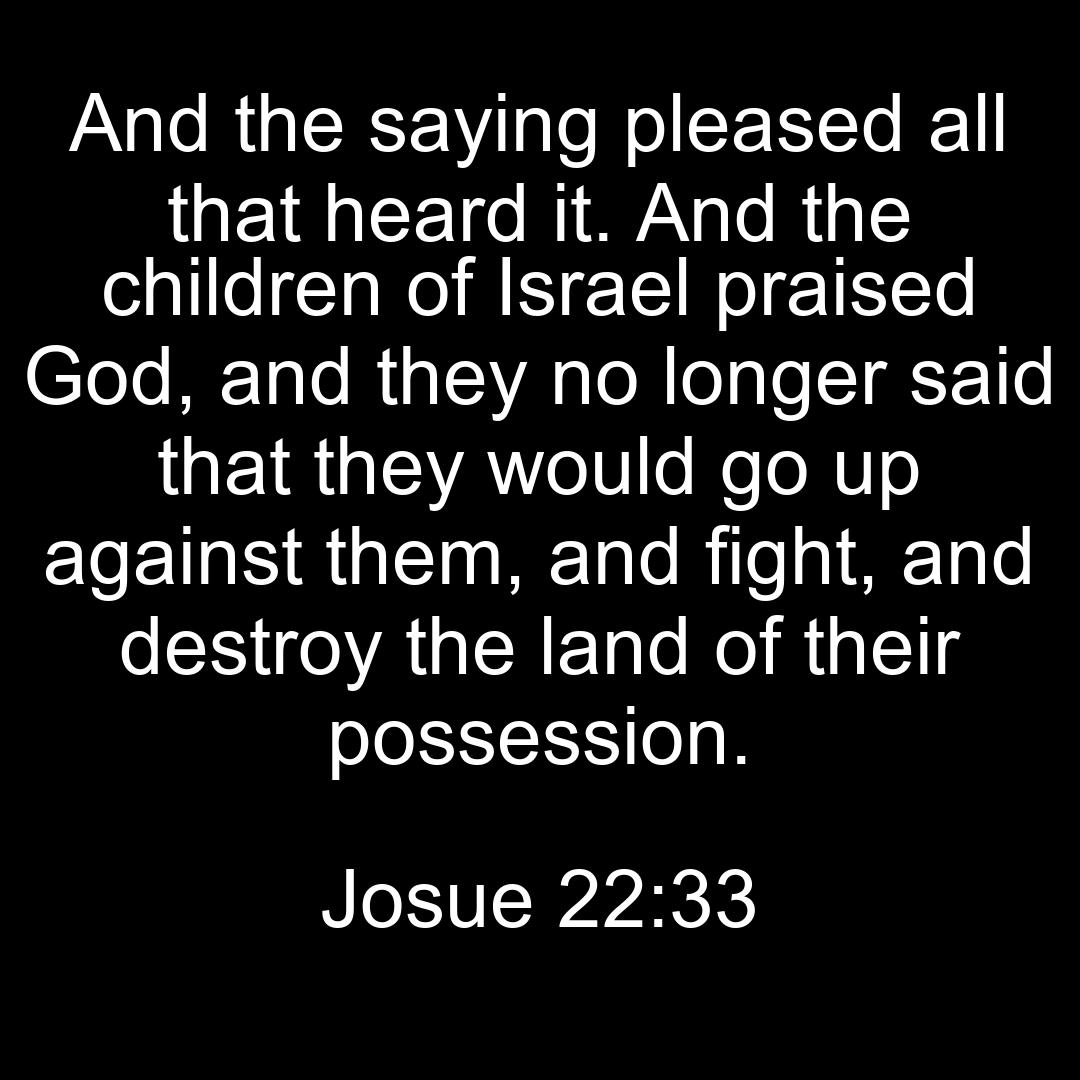 And the saying pleased all
that heard it. And the
children of Israel praised
God, and they no longer said
that they would go up
against them, and fight, and
destroy the land of their
possession.
Josue 22:33